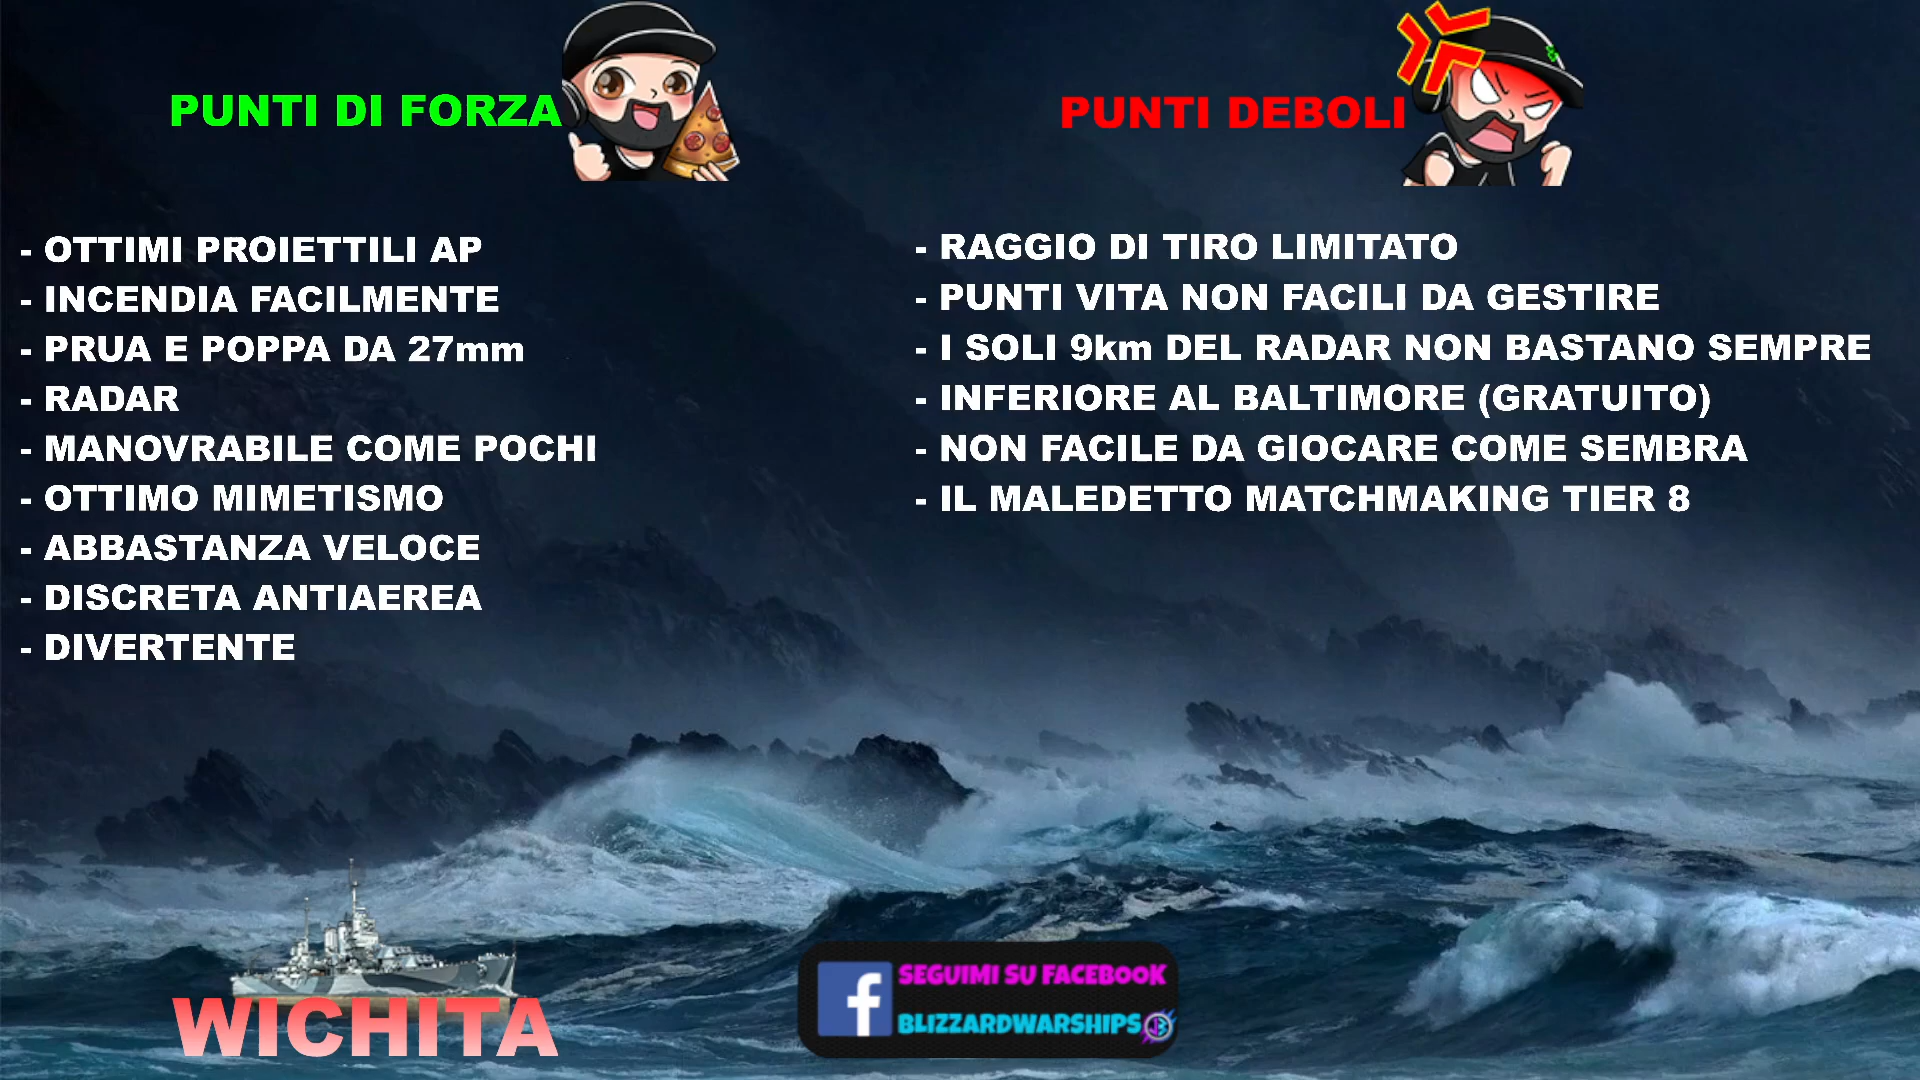 PUNTI DI FORZA
- OTTIMI PROIETTILI AP
- INCENDIA FACILMENTE
- PRUA E POPPA DA 27mm
- RADAR
- MANOVRABILE COME POCHI
- OTTIMO MIMETISMO
- ABBASTANZA VELOCE
- DISCRETA ANTIAEREA
- DIVERTENTE
PUNTI DEBOLI
- RAGGIO DI TIRO LIMITATO
- PUNTI VITA NON FACILI DA GESTIRE
- I SOLI 9km DEL RADAR NON BASTANO SEMPRE
- INFERIORE AL BALTIMORE (GRATUITO)
- NON FACILE DA GIOCARE COME SEMBRA
- IL MALEDETTO MATCHMAKING TIER 8
WICHITA
f SEGUIMI SU FACEBOOK
BLIZZARDWARSHIPS